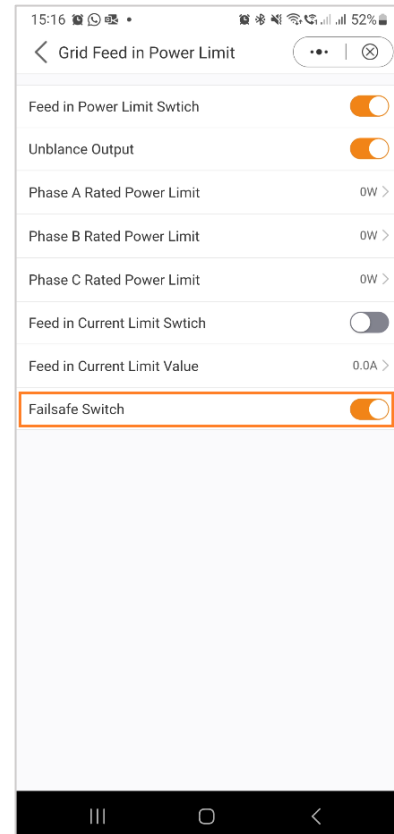 15:16 52%
Grid Feed in Power Limit
Feed in Power Limit Swtich
Unblance Output
Phase A Rated Power Limit 0W
Phase B Rated Power Limit 0W
Phase C Rated Power Limit 0W
Feed in Current Limit Swtich
Feed in Current Limit Value 0.0A
Failsafe Switch